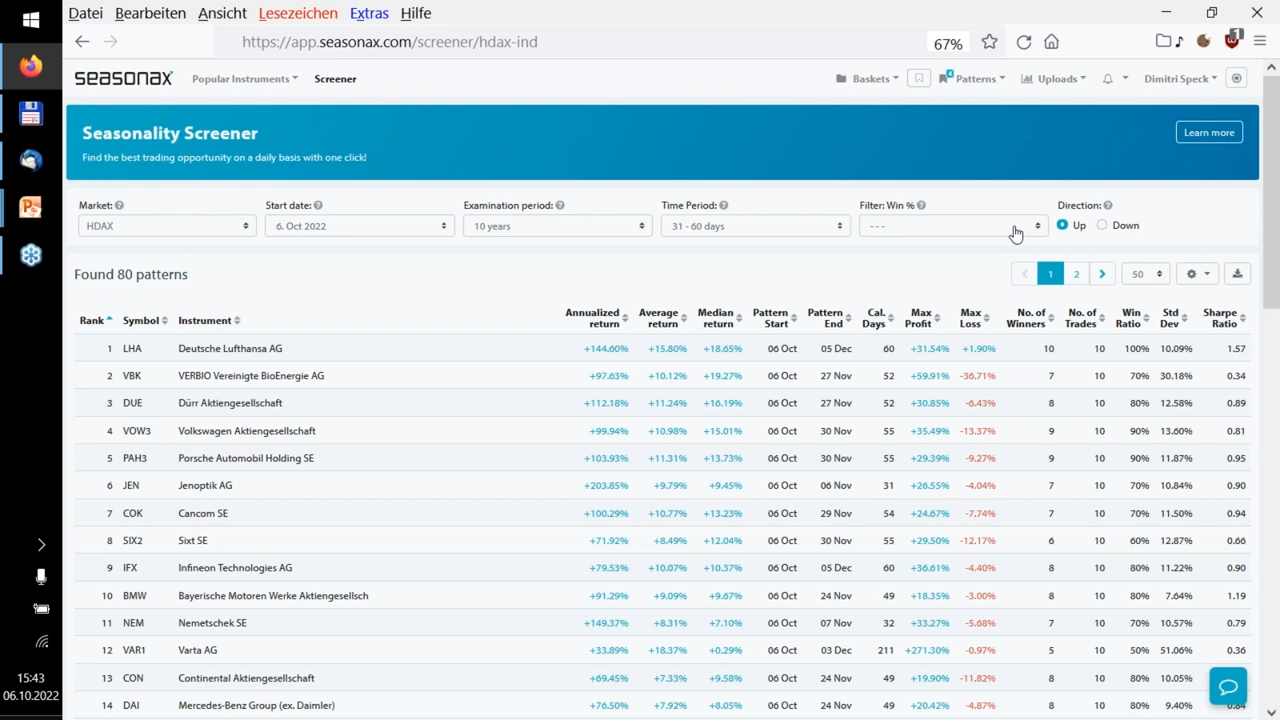 Datei Bearbeiten Ansicht Lesezeichen Extras Hilfe
https://app.seasonax.com/screener/hdax-ind 67% 1
seasonax Popular Instruments Screener Baskets 4 Patterns Uploads Dimitri Speck
Seasonality Screener
Learn more
Find the best trading opportunity on a daily basis with one click!
Market: Start date: Examination period: Time Period: Filter: Win % Direction:
HDAX 6. Oct 2022 10 years 31 - 60 days - - - Up Down
Found 80 patterns 1 2 50
Rank Symbol Instrument Annualized return Average return Median return Pattern Start Pattern End Cal. Days Max Profit Max Loss No. of Winners No. of Trades Win Ratio Std Dev Sharpe Ratio
1 LHA Deutsche Lufthansa AG +144.60% +15.80% +18.65% 06 Oct 05 Dec 60 +31.54% +1.90% 10 10 100% 10.09% 1.57
2 VBK VERBIO Vereinigte BioEnergie AG +97.63% +10.12% +19.27% 06 Oct 27 Nov 52 +59.91% -36.71% 7 10 70% 30.18% 0.34
3 DUE Dürr Aktiengesellschaft +112.18% +11.24% +16.19% 06 Oct 27 Nov 52 +30.85% -6.43% 8 10 80% 12.58% 0.89
4 VOW3 Volkswagen Aktiengesellschaft +99.94% +10.98% +15.01% 06 Oct 30 Nov 55 +35.49% -13.37% 9 10 90% 13.60% 0.81
5 PAH3 Porsche Automobil Holding SE +103.93% +11.31% +13.73% 06 Oct 30 Nov 55 +29.39% -9.27% 9 10 90% 11.87% 0.95
6 JEN Jenoptik AG +203.85% +9.79% +9.45% 06 Oct 06 Nov 31 +26.55% -4.04% 7 10 70% 10.84% 0.90
7 COK Cancom SE +100.29% +10.77% +13.23% 06 Oct 29 Nov 54 +24.67% -7.74% 7 10 70% 11.50% 0.94
8 SIX2 Sixt SE +71.92% +8.49% +12.04% 06 Oct 30 Nov 55 +29.50% -12.17% 6 10 60% 12.87% 0.66
9 IFX Infineon Technologies AG +79.53% +10.07% +10.37% 06 Oct 05 Dec 60 +36.61% -4.40% 8 10 80% 11.22% 0.90
10 BMW Bayerische Motoren Werke Aktiengesellsch +91.29% +9.09% +9.67% 06 Oct 24 Nov 49 +18.35% -3.00% 8 10 80% 7.64% 1.19
11 NEM Nemetschek SE +149.37% +8.31% +7.10% 06 Oct 07 Nov 32 +33.27% -5.68% 7 10 70% 10.57% 0.79
12 VAR1 Varta AG +33.89% +18.37% +0.29% 06 Oct 03 Dec 211 +271.30% -0.97% 5 10 50% 51.06% 0.36
13 CON Continental Aktiengesellschaft +69.45% +7.33% +9.58% 06 Oct 24 Nov 49 +19.90% -11.82% 8 10 80% 10.05%
14 DAI Mercedes-Benz Group (ex. Daimler) +76.50% +7.92% +8.05% 06 Oct 24 Nov 49 +20.42% -4.87% 8 10 80% 9.40% 0.84
15:43
06.10.2022